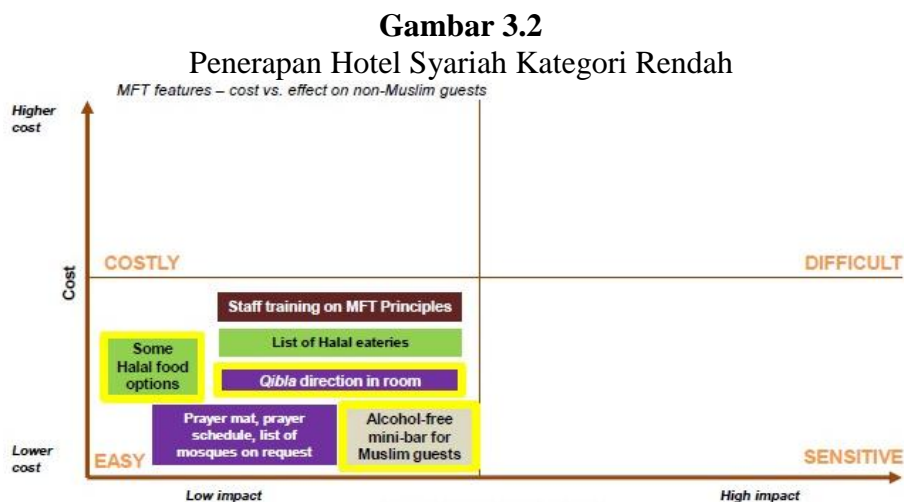 Gambar 3.2
Penerapan Hotel Syariah Kategori Rendah
MFT features – cost vs. effect on non-Muslim guests
Higher
cost
Cost
COSTLY
DIFFICULT
Staff training on MFT Principles
List of Halal eateries
Some
Halal food
options
Qibla direction in room
Prayer mat, prayer
schedule, list of
mosques on request
Alcohol-free
mini-bar for
Muslim guests
Lower
cost
EASY
SENSITIVE
Low impact
High impact